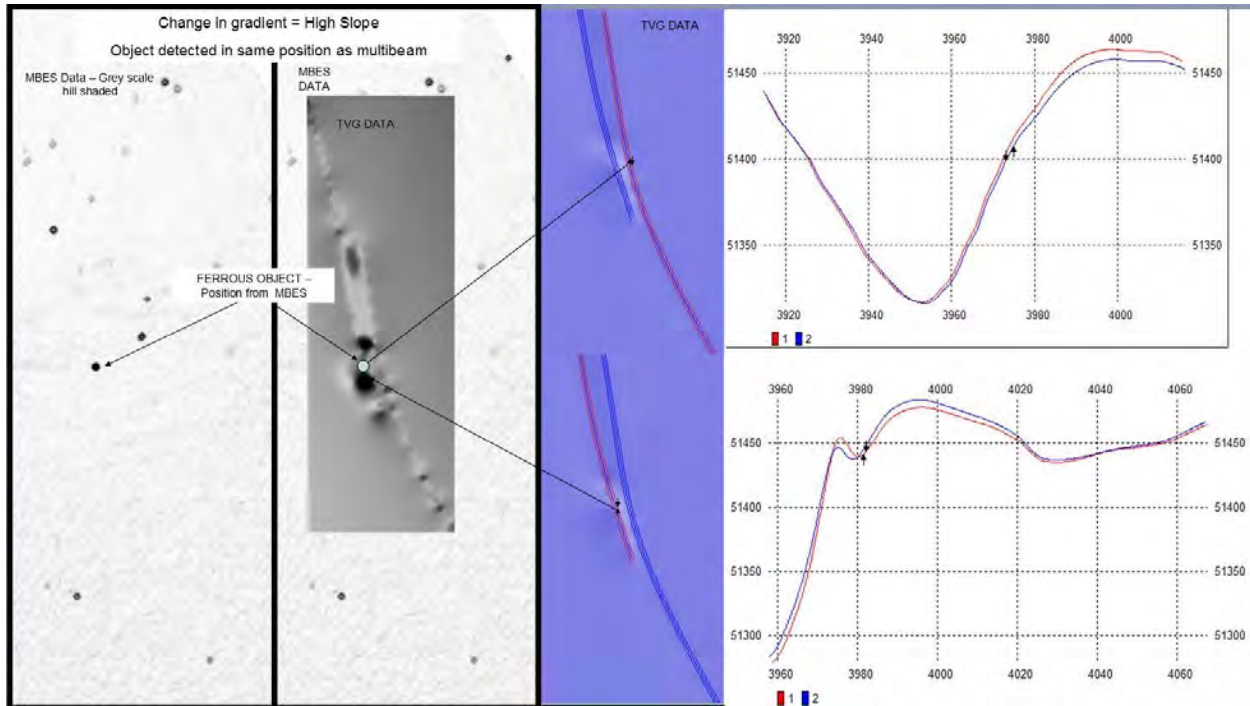 Change in gradient = High Slope
Object detected in same position as multibeam
MBES Data – Grey scale
hill shaded
MBES
DATA
TVG DATA
FERROUS OBJECT –
Position from MBES
TVG DATA
3920 3940 3960 3980 4000
51450 51450
51400 51400
51350 51350
3920 3940 3960 3980 4000
1 2
3960 3980 4000 4020 4040 4060
51450 51450
51400 51400
51350 51350
51300 51300
3960 3980 4000 4020 4040 4060
1 2